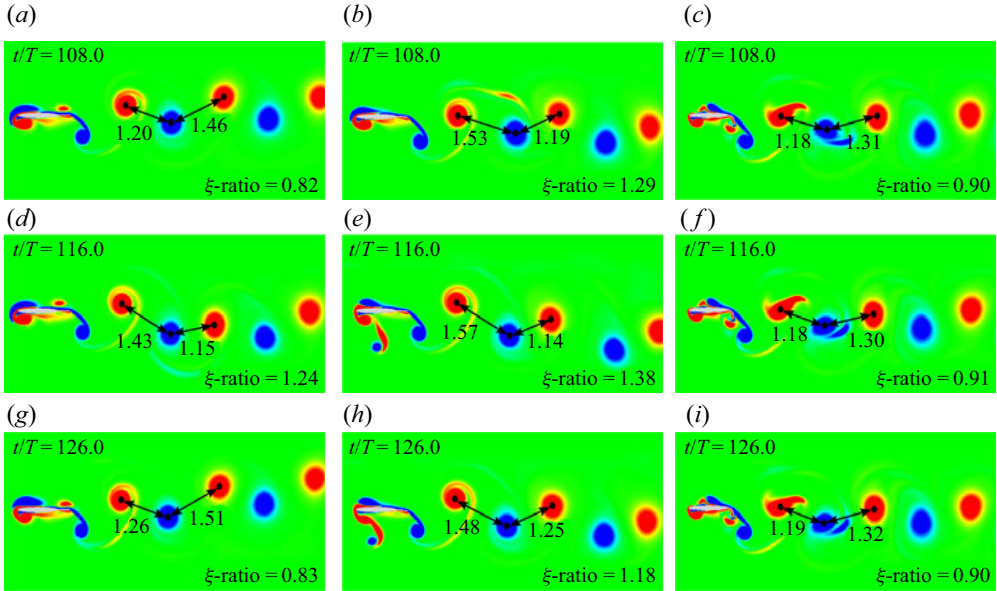 (a)
t/T = 108.0
1.20
1.46
ξ-ratio = 0.82
(b)
t/T = 108.0
1.53
1.19
ξ-ratio = 1.29
(c)
t/T = 108.0
1.18
1.31
ξ-ratio = 0.90
(d)
t/T = 116.0
1.43
1.15
ξ-ratio = 1.24
(e)
t/T = 116.0
1.57
1.14
ξ-ratio = 1.38
(f)
t/T = 116.0
1.18
1.30
ξ-ratio = 0.91
(g)
t/T = 126.0
1.26
1.51
ξ-ratio = 0.83
(h)
t/T = 126.0
1.48
1.25
ξ-ratio = 1.18
(i)
t/T = 126.0
1.19
1.32
ξ-ratio = 0.90